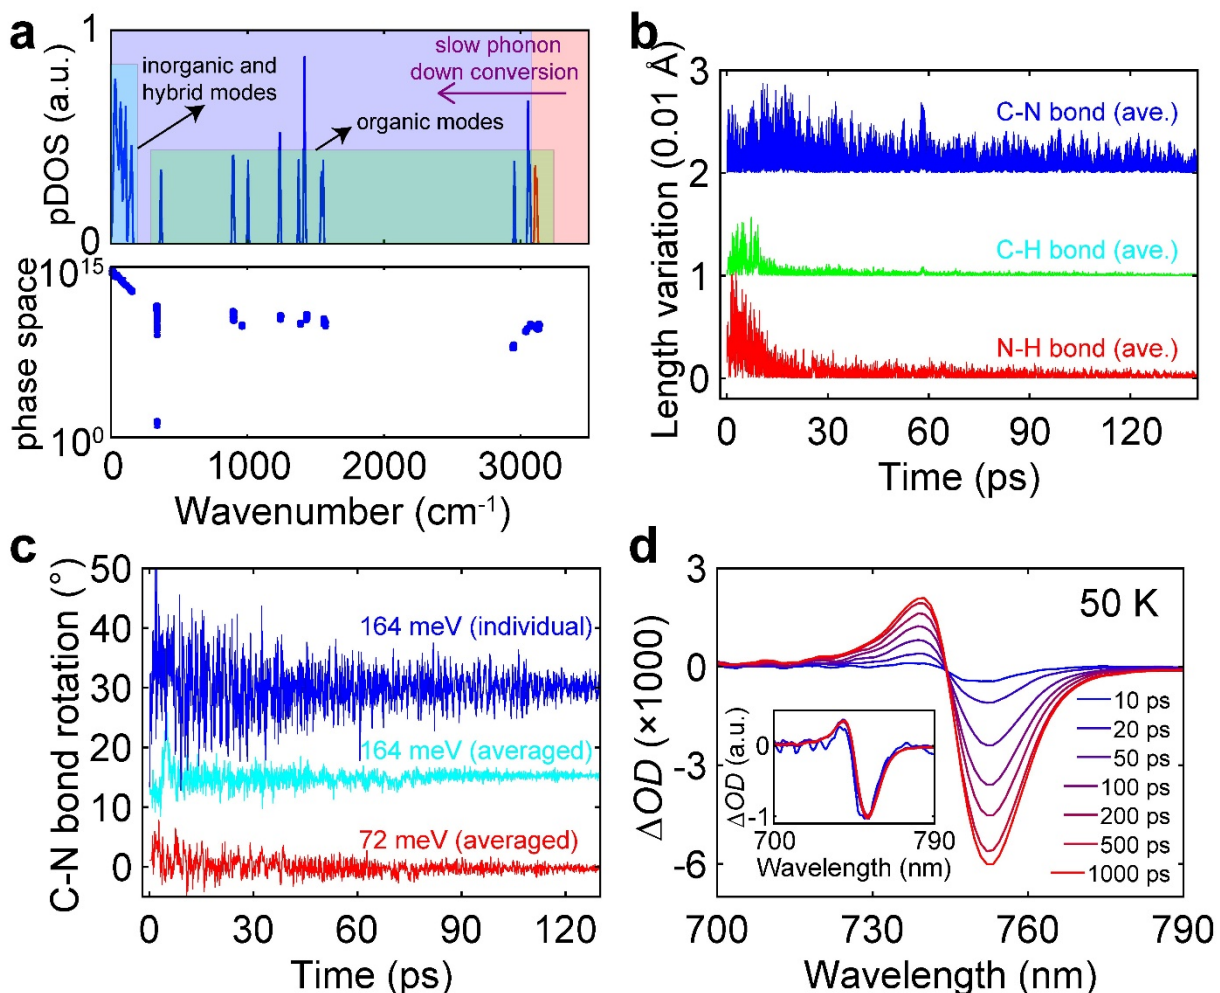 a
1
pDOS (a.u.)
0
inorganic and
hybrid modes
slow phonon
down conversion
organic modes
10¹⁵
phase space
10⁰
0 1000 2000 3000
Wavenumber (cm⁻¹)
b
3
2
1
0
Length variation (0.01 Å)
C-N bond (ave.)
C-H bond (ave.)
N-H bond (ave.)
0 30 60 90 120
Time (ps)
c
50
40
30
20
10
0
C-N bond rotation (°)
164 meV (individual)
164 meV (averaged)
72 meV (averaged)
0 30 60 90 120
Time (ps)
d
3
0
-3
-6
ΔOD (×1000)
50 K
10 ps
20 ps
50 ps
100 ps
200 ps
500 ps
1000 ps
ΔOD (a.u.)
0
-1
700 790
Wavelength (nm)
700 730 760 790
Wavelength (nm)